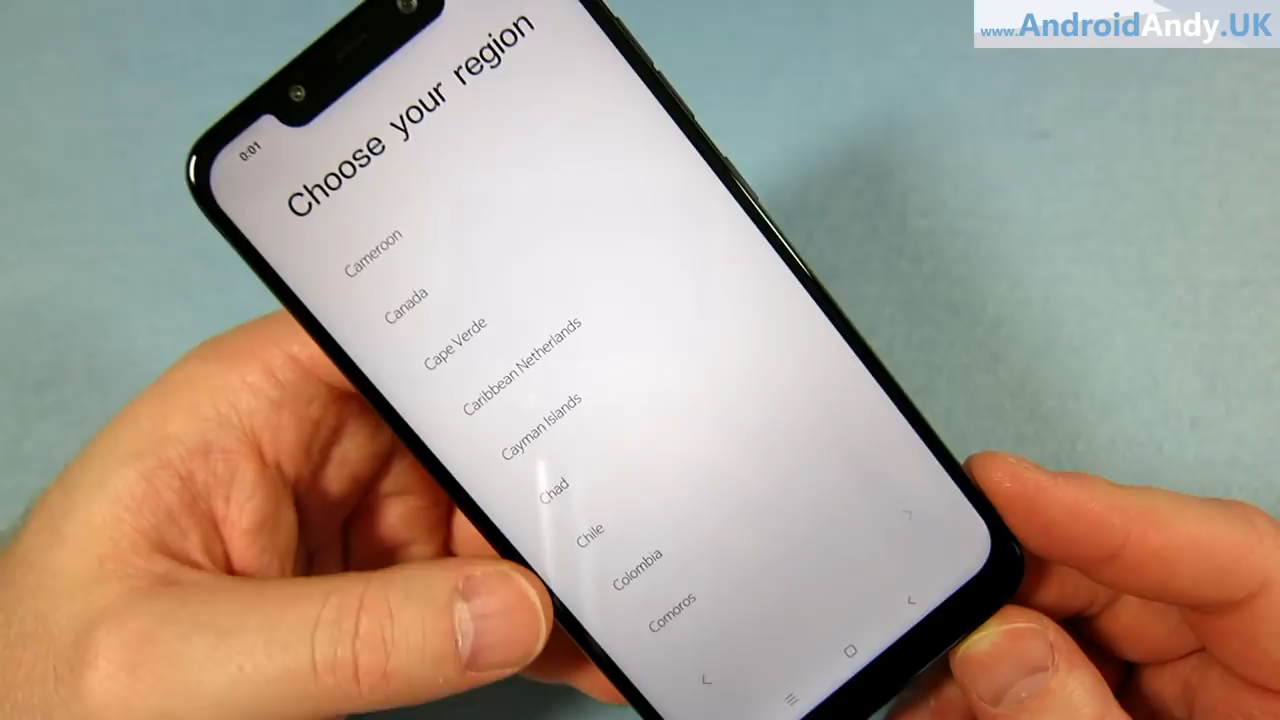 www.AndroidAndy.UK
0:01
Choose your region
Cameroon
Canada
Cape Verde
Caribbean Netherlands
Cayman Islands
Chad
Chile
Colombia
Comoros